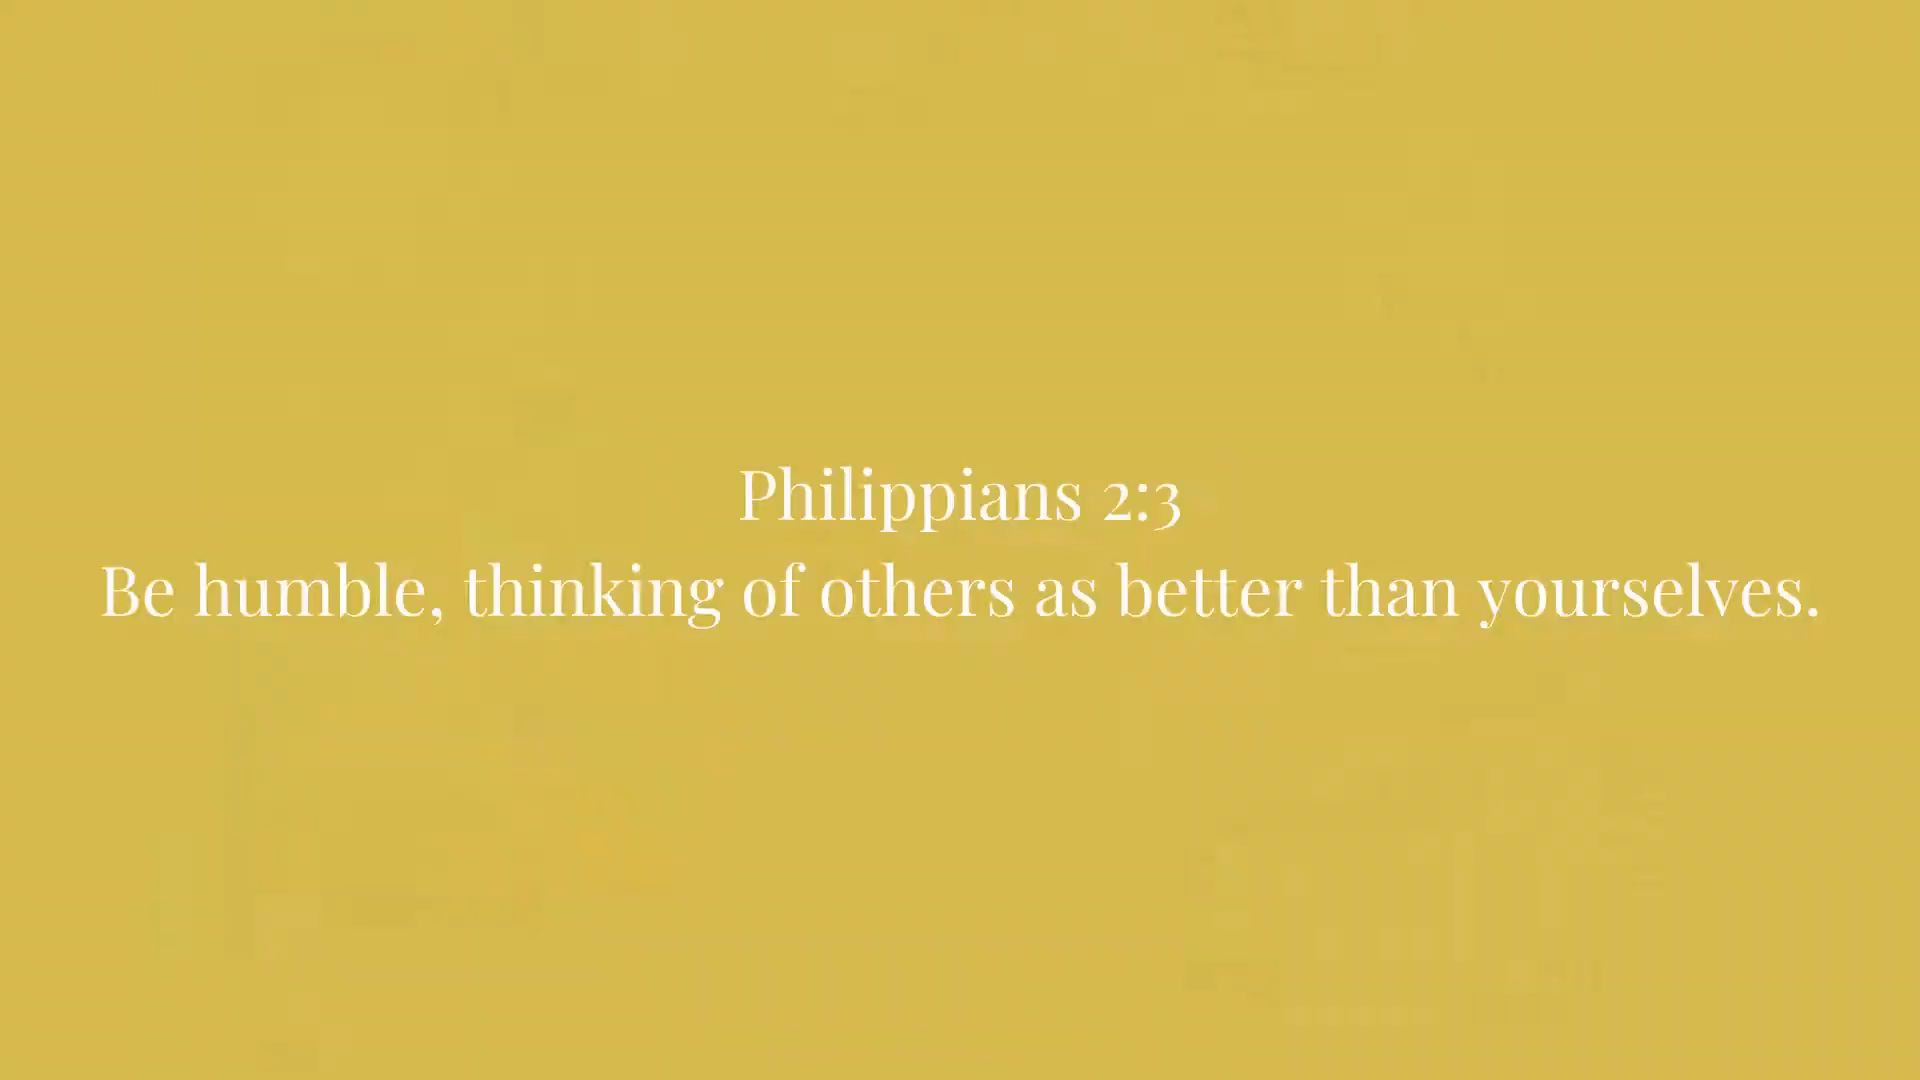 Philippians 2:3
Be humble, thinking of others as better than yourselves.